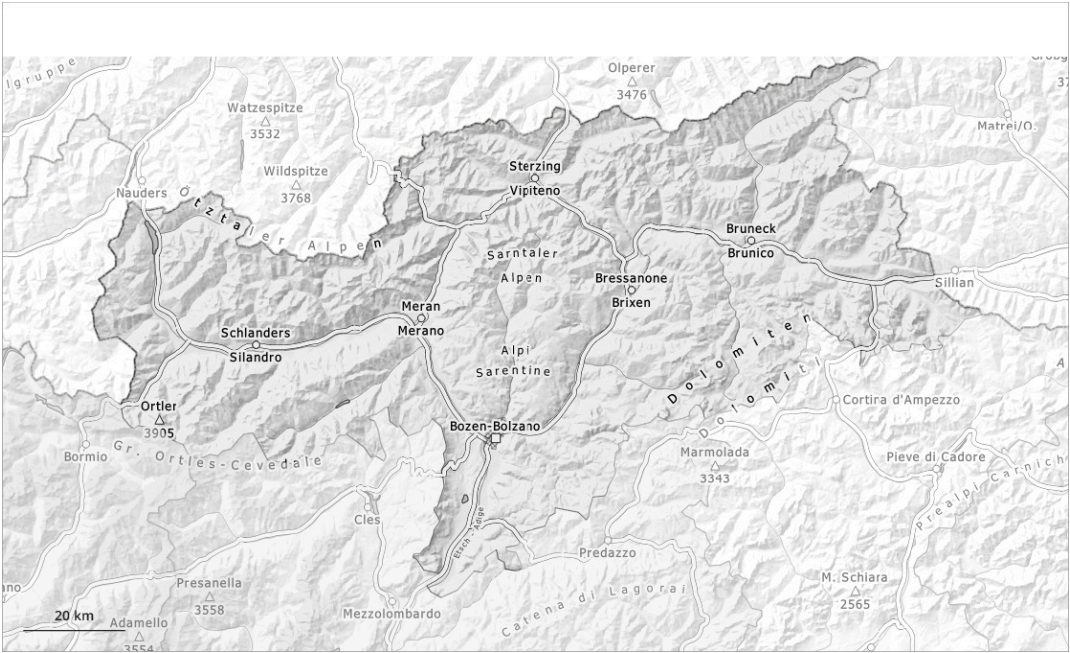 lgruppe
Olperer
3476
Watzespitze
3532
Matrei/O.
Sterzing
Vipiteno
Wildspitze
3768
Nauders
Ötztaler Alpen
Bruneck
Brunico
Sarntaler
Alpen
Bressanone
Brixen
Sillian
Meran
Merano
Schlanders
Silandro
Alpi
Sarentine
Dolomiten
Dolomiti
Ortler
3905
Cortina d'Ampezzo
Bozen-Bolzano
Bormio
Gr. Ortles-Cevedale
Marmolada
3343
Pieve di Cadore
Prealpi Carnich
Cles
Etsch - Adige
Predazzo
Presanella
3558
M. Schiara
2565
Catena di Lagorai
Mezzolombardo
20 km
Adamello
3554